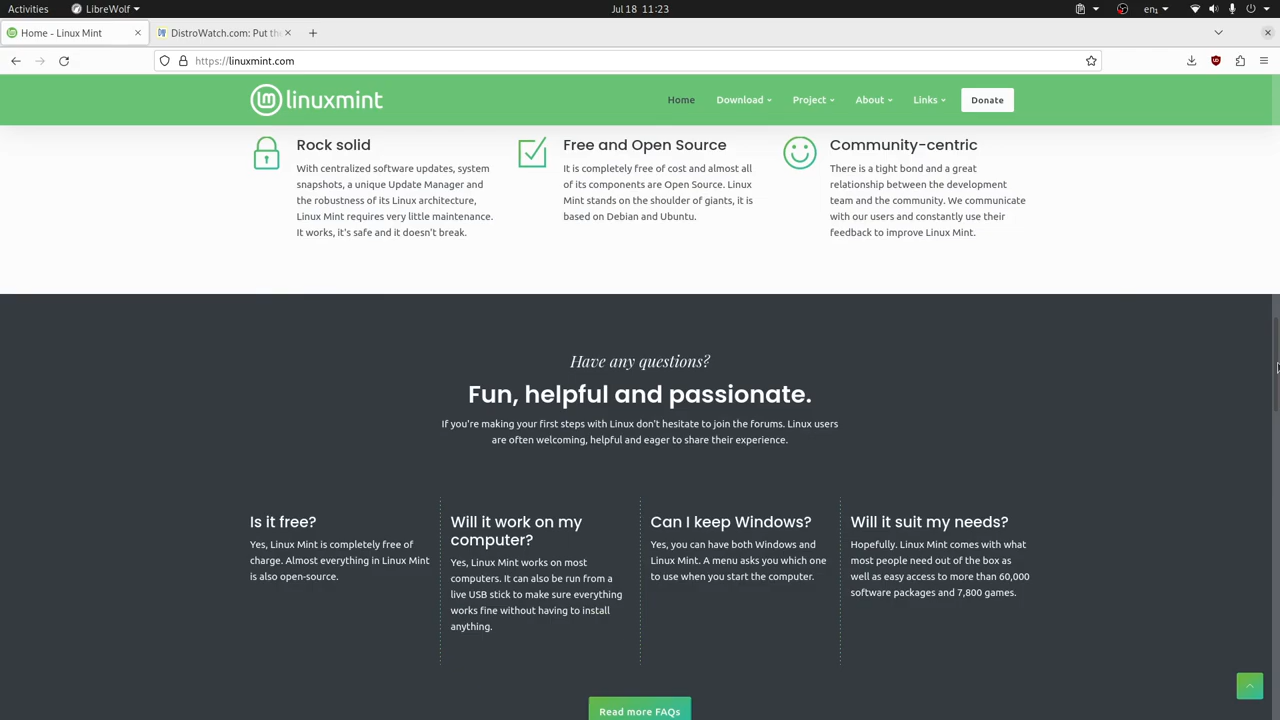 Activities LibreWolf Jul 18 11:23 en₁
Home - Linux Mint DistroWatch.com: Put the
https://linuxmint.com
linuxmint Home Download Project About Links Donate
Rock solid
With centralized software updates, system
snapshots, a unique Update Manager and
the robustness of its Linux architecture,
Linux Mint requires very little maintenance.
It works, it's safe and it doesn't break.
Free and Open Source
It is completely free of cost and almost all
of its components are Open Source. Linux
Mint stands on the shoulder of giants, it is
based on Debian and Ubuntu.
Community-centric
There is a tight bond and a great
relationship between the development
team and the community. We communicate
with our users and constantly use their
feedback to improve Linux Mint.
Have any questions?
Fun, helpful and passionate.
If you're making your first steps with Linux don't hesitate to join the forums. Linux users
are often welcoming, helpful and eager to share their experience.
Is it free?
Yes, Linux Mint is completely free of
charge. Almost everything in Linux Mint
is also open-source.
Will it work on my
computer?
Yes, Linux Mint works on most
computers. It can also be run from a
live USB stick to make sure everything
works fine without having to install
anything.
Can I keep Windows?
Yes, you can have both Windows and
Linux Mint. A menu asks you which one
to use when you start the computer.
Will it suit my needs?
Hopefully. Linux Mint comes with what
most people need out of the box as
well as easy access to more than 60,000
software packages and 7,800 games.
Read more FAQs